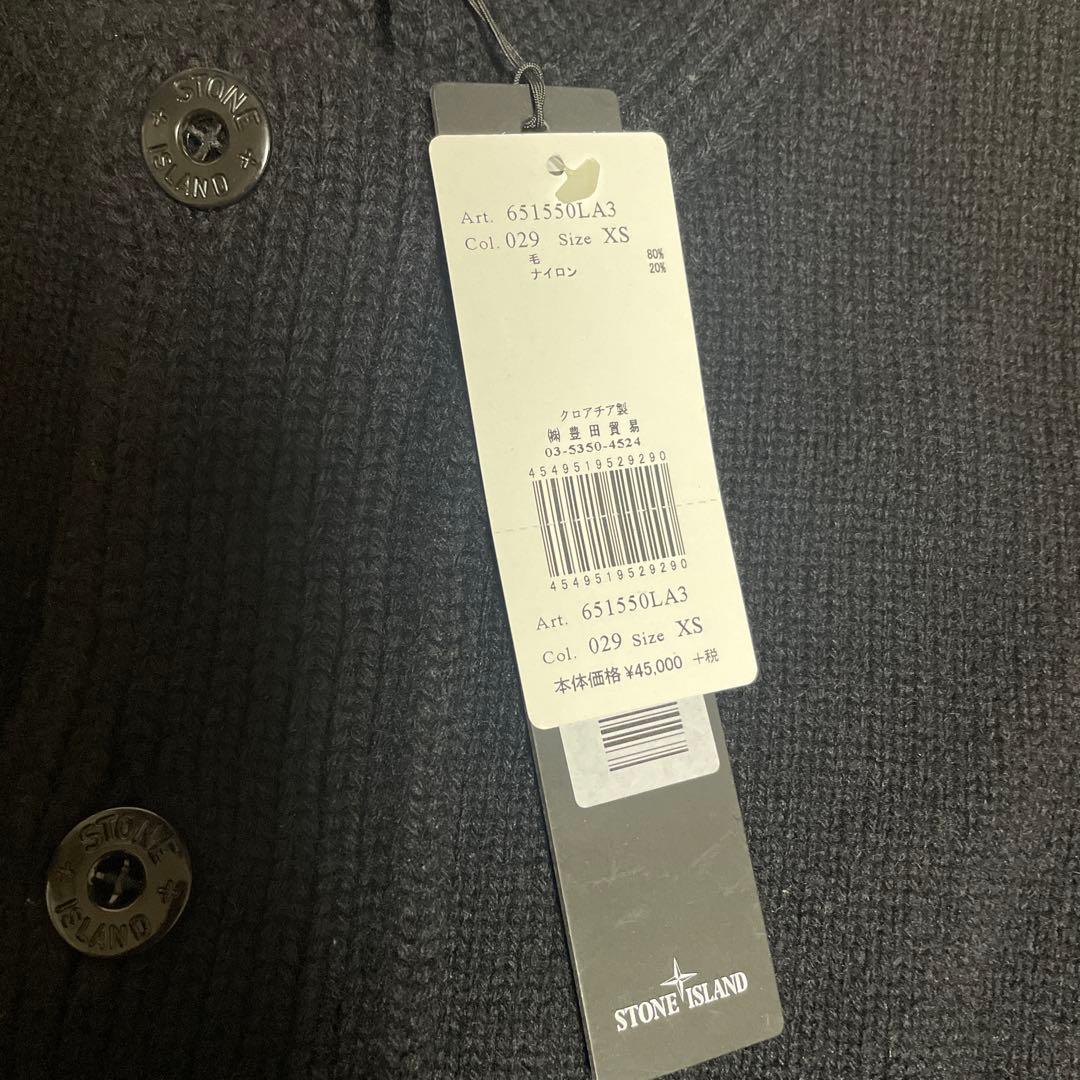 STONE
ISLAND
Art. 651550LA3
Col. 029 Size XS
毛 80%
ナイロン 20%
クロアチア製
㈱豊田貿易
03-5350-4524
4549519529290
4549519529290
Art. 651550LA3
Col. 029 Size XS
本体価格 ¥45,000 +税
STONE
ISLAND
STONE ISLAND